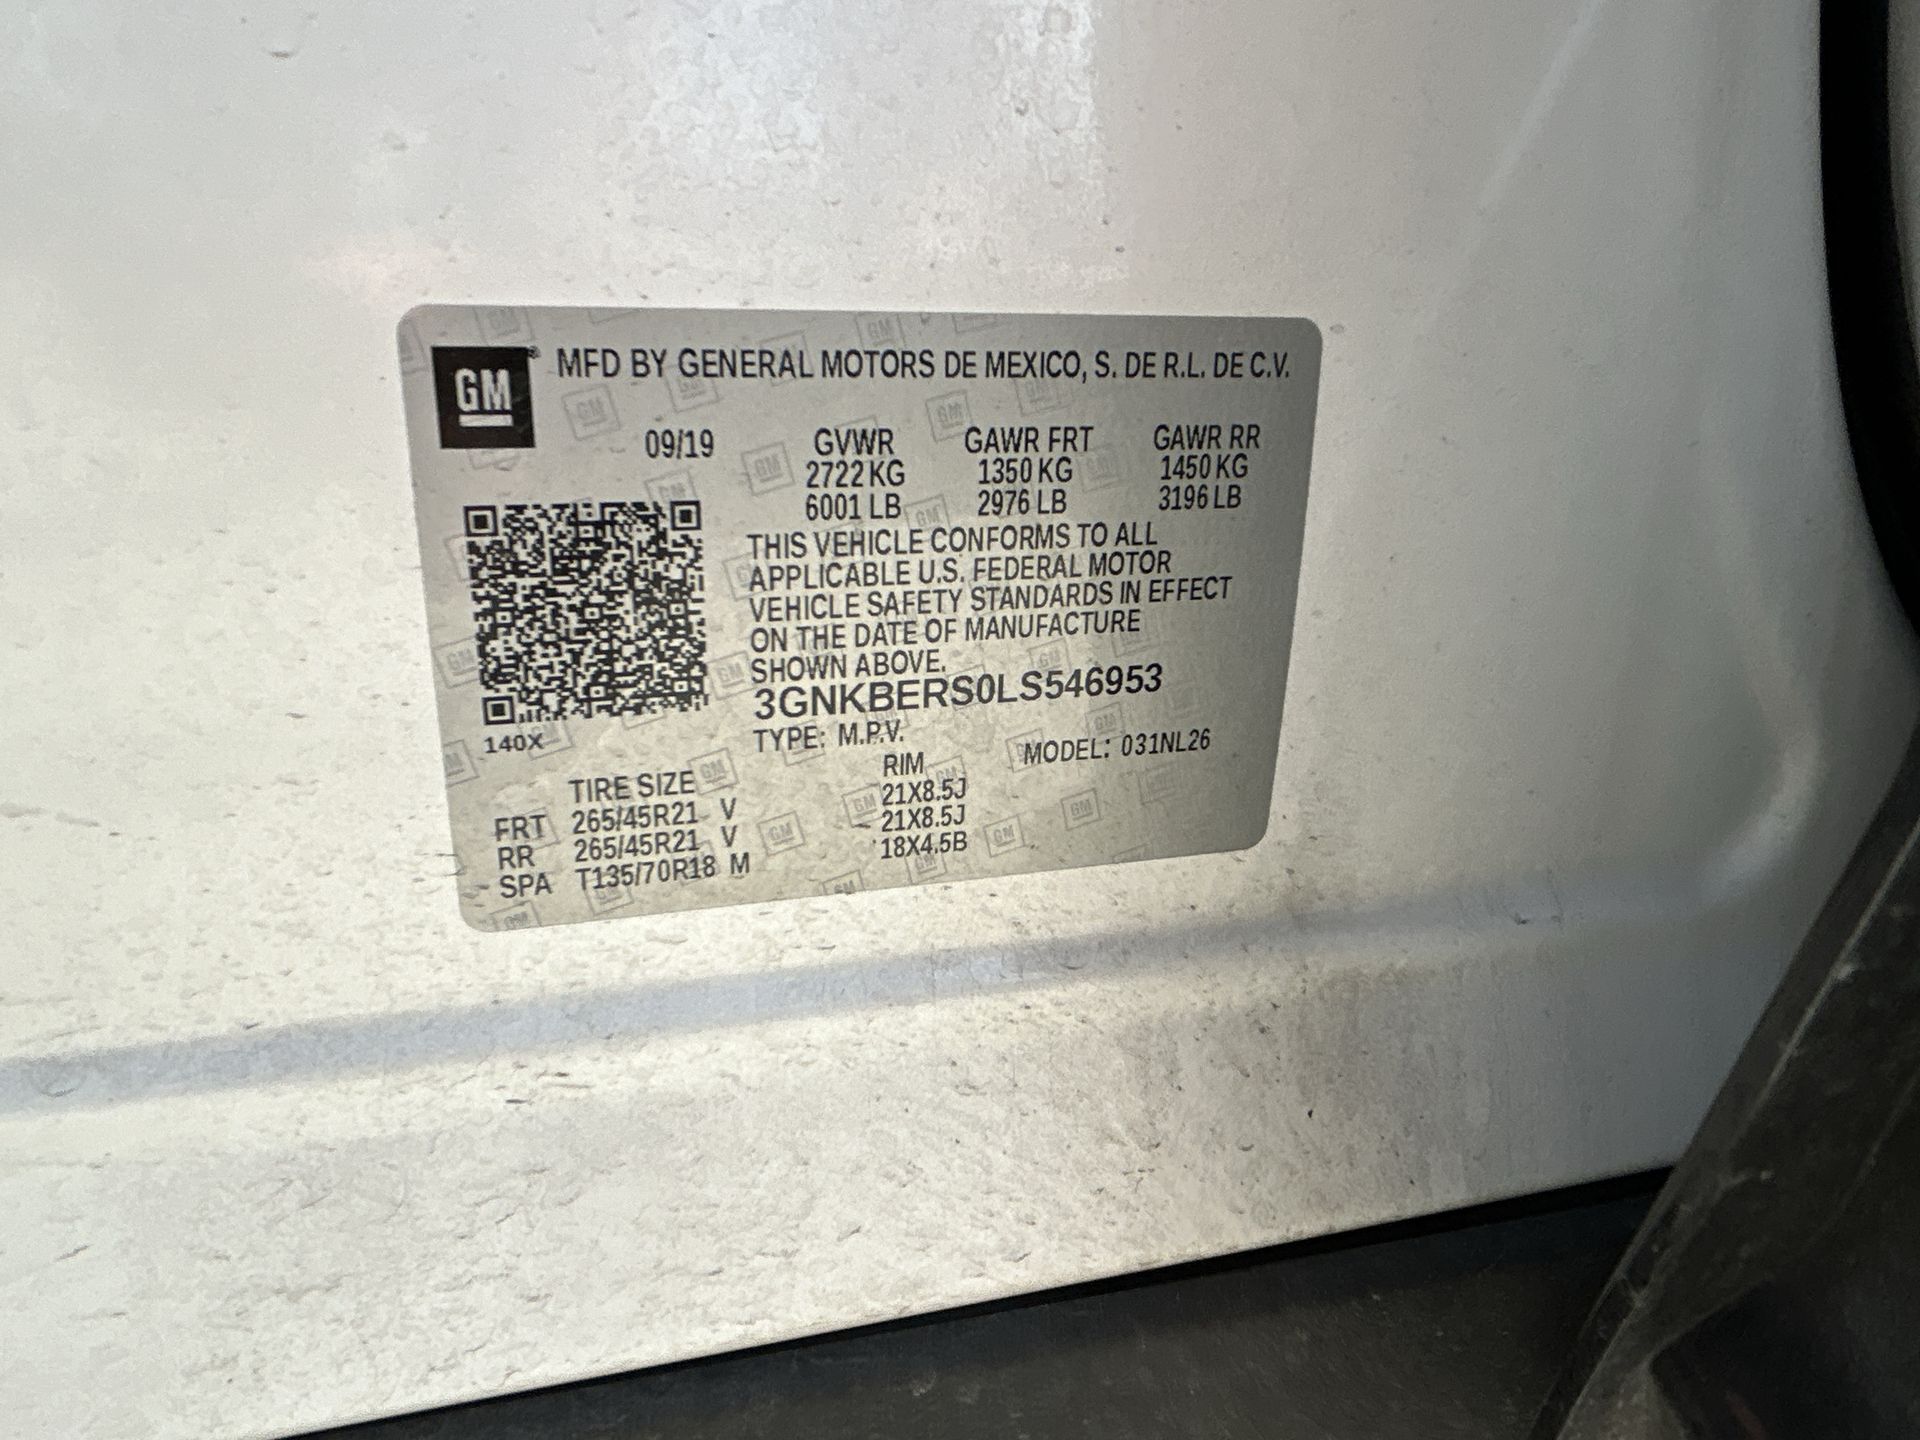 GM® MFD BY GENERAL MOTORS DE MEXICO, S. DE R.L. DE C.V.
09/19 GVWR GAWR FRT GAWR RR
2722 KG 1350 KG 1450 KG
6001 LB 2976 LB 3196 LB
THIS VEHICLE CONFORMS TO ALL
APPLICABLE U.S. FEDERAL MOTOR
VEHICLE SAFETY STANDARDS IN EFFECT
ON THE DATE OF MANUFACTURE
SHOWN ABOVE.
3GNKBERS0LS546953
140X
TYPE: M.P.V. MODEL: 031NL26
TIRE SIZE RIM
FRT 265/45R21 V 21X8.5J
RR 265/45R21 V 21X8.5J
SPA T135/70R18 M 18X4.5B